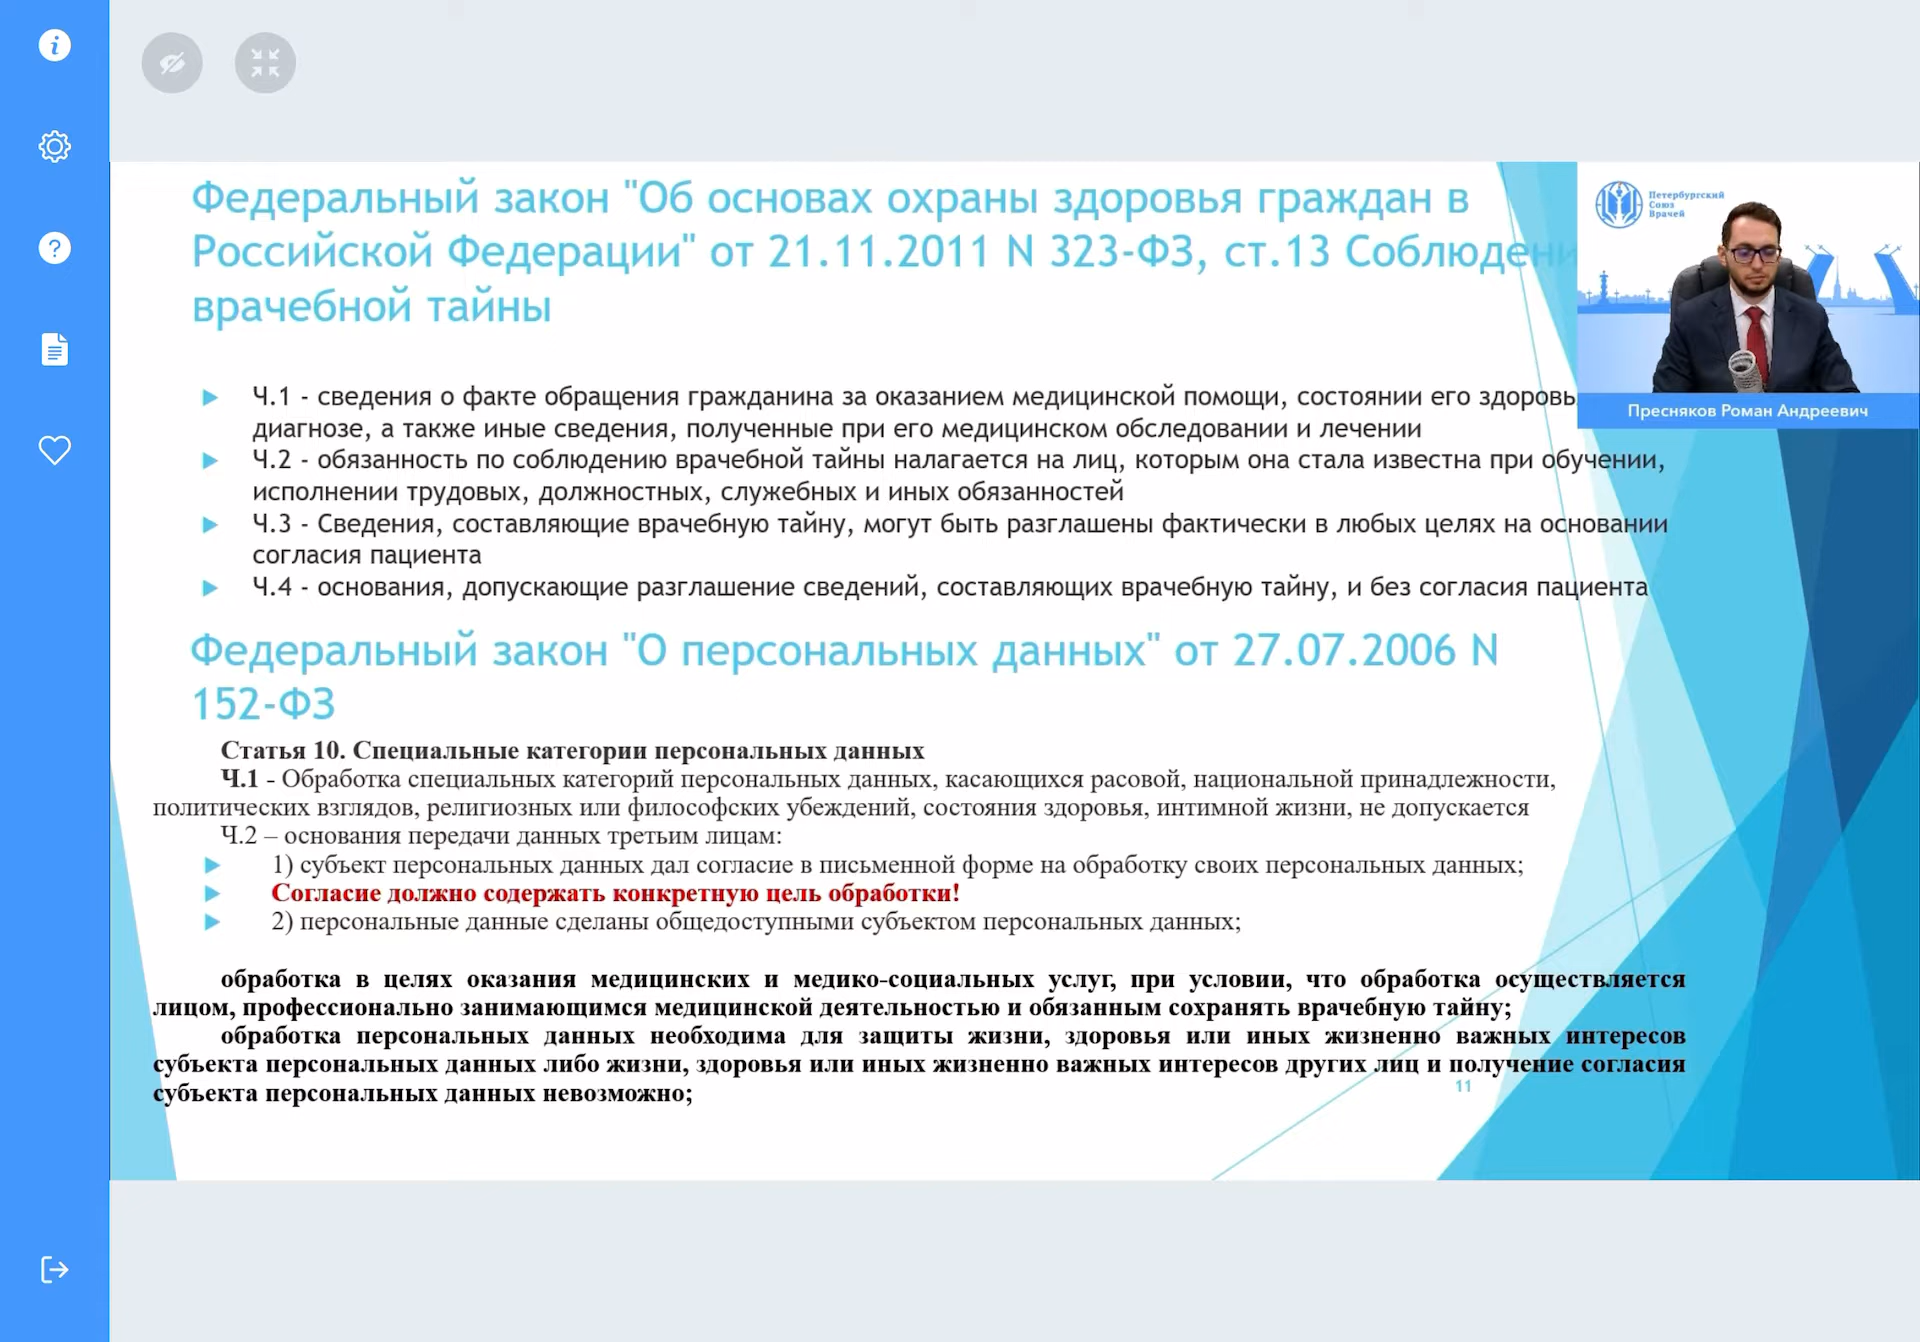 Федеральный закон "Об основах охраны здоровья граждан в
Российской Федерации" от 21.11.2011 N 323-ФЗ, ст.13 Соблюдени
врачебной тайны
Ч.1 - сведения о факте обращения гражданина за оказанием медицинской помощи, состоянии его здоровь
диагнозе, а также иные сведения, полученные при его медицинском обследовании и лечении
Ч.2 - обязанность по соблюдению врачебной тайны налагается на лиц, которым она стала известна при обучении,
исполнении трудовых, должностных, служебных и иных обязанностей
Ч.3 - Сведения, составляющие врачебную тайну, могут быть разглашены фактически в любых целях на основании
согласия пациента
Ч.4 - основания, допускающие разглашение сведений, составляющих врачебную тайну, и без согласия пациента
Федеральный закон "О персональных данных" от 27.07.2006 N
152-ФЗ
Статья 10. Специальные категории персональных данных
Ч.1 - Обработка специальных категорий персональных данных, касающихся расовой, национальной принадлежности,
политических взглядов, религиозных или философских убеждений, состояния здоровья, интимной жизни, не допускается
Ч.2 – основания передачи данных третьим лицам:
1) субъект персональных данных дал согласие в письменной форме на обработку своих персональных данных;
Согласие должно содержать конкретную цель обработки!
2) персональные данные сделаны общедоступными субъектом персональных данных;
обработка в целях оказания медицинских и медико-социальных услуг, при условии, что обработка осуществляется
лицом, профессионально занимающимся медицинской деятельностью и обязанным сохранять врачебную тайну;
обработка персональных данных необходима для защиты жизни, здоровья или иных жизненно важных интересов
субъекта персональных данных либо жизни, здоровья или иных жизненно важных интересов других лиц и получение согласия
субъекта персональных данных невозможно;
11
Петербургский
Союз
Врачей
Пресняков Роман Андреевич